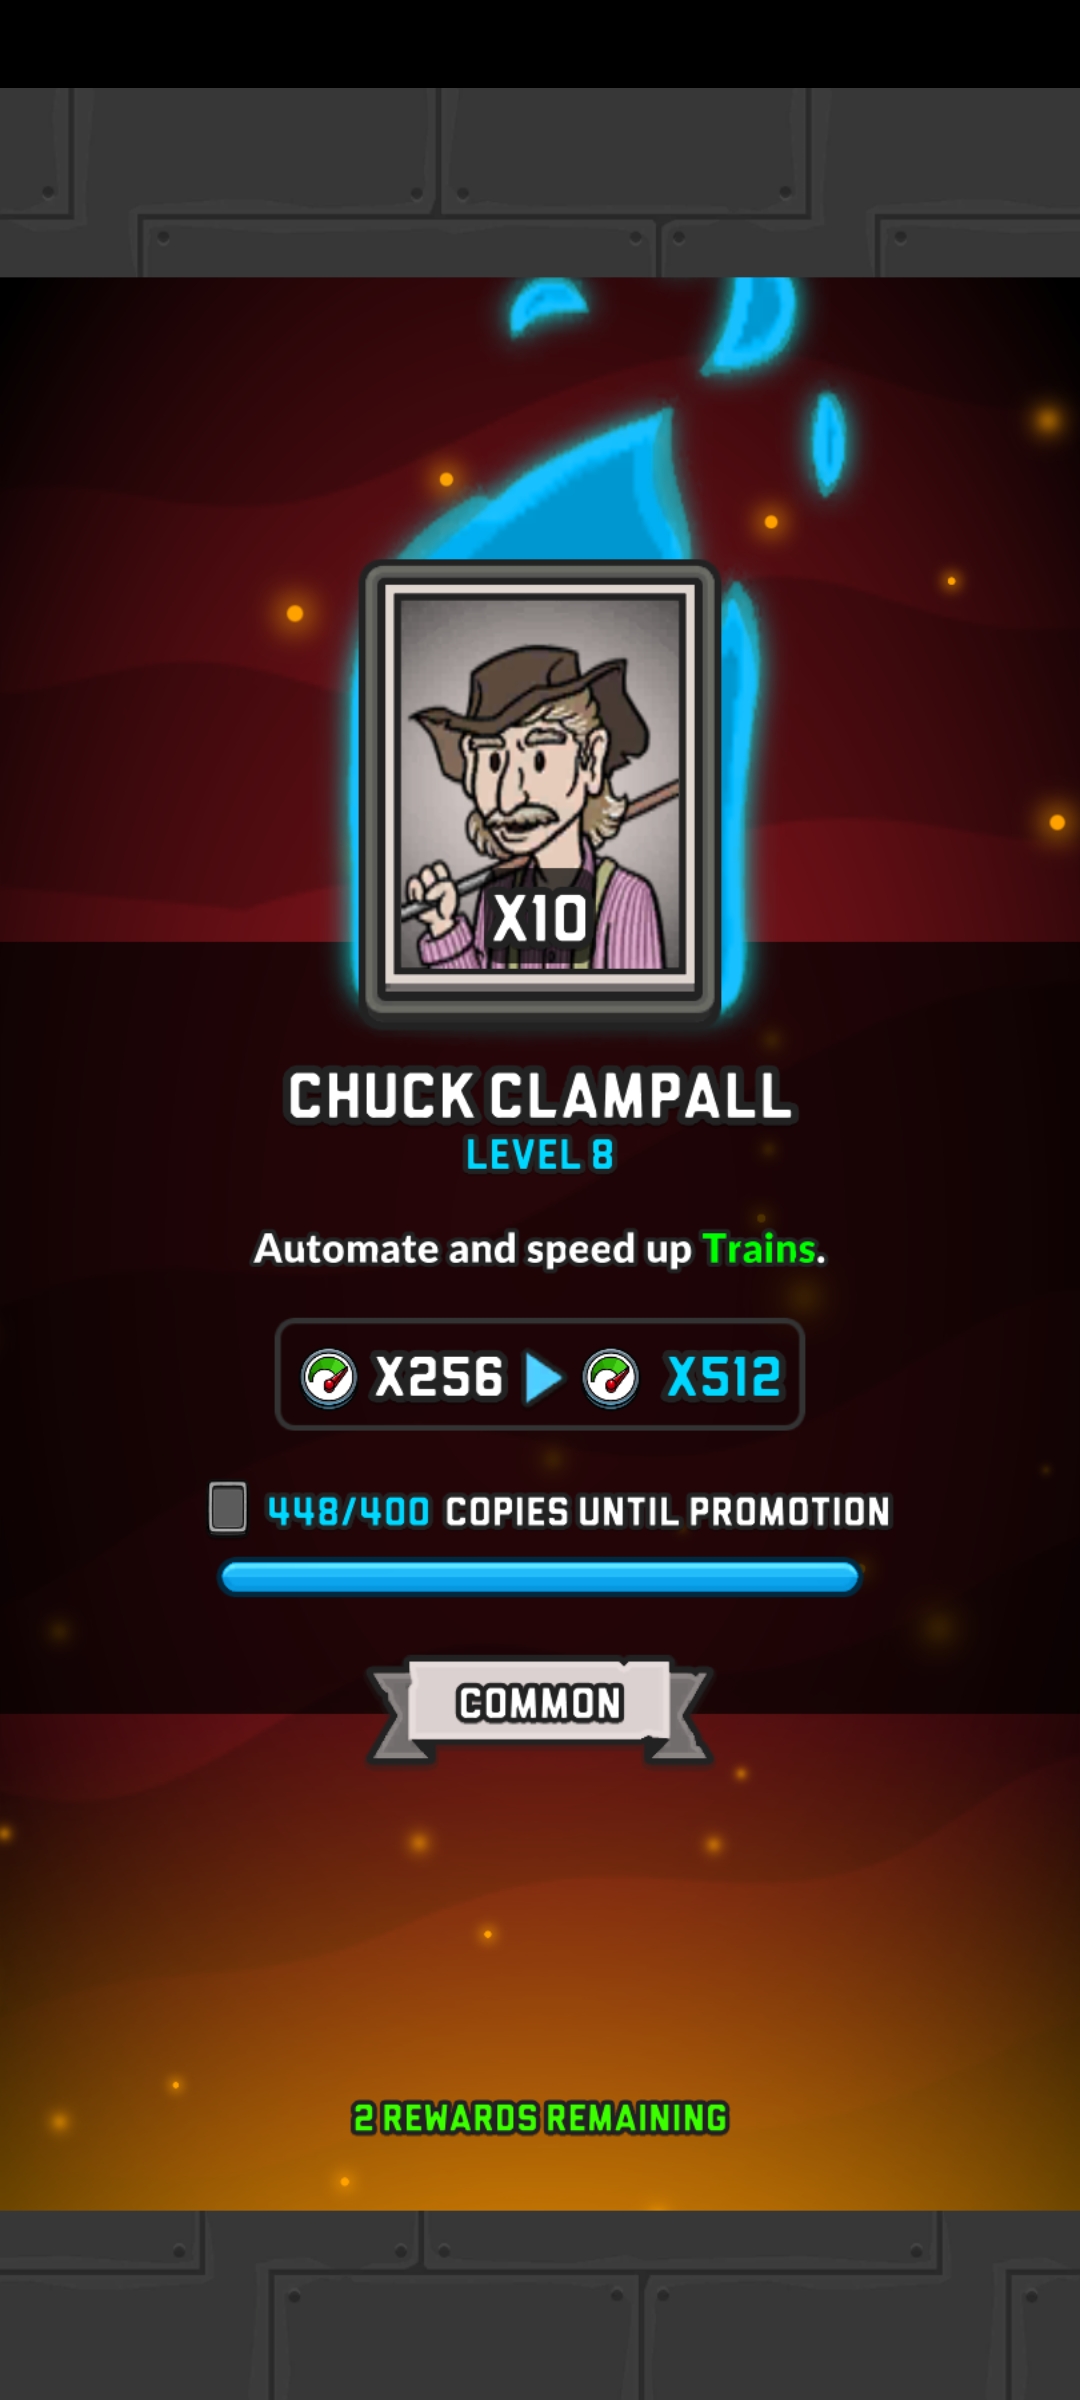 X10
CHUCK CLAMPALL
LEVEL 8
Automate and speed up Trains.
X256 X512
448/400 COPIES UNTIL PROMOTION
COMMON
2 REWARDS REMAINING